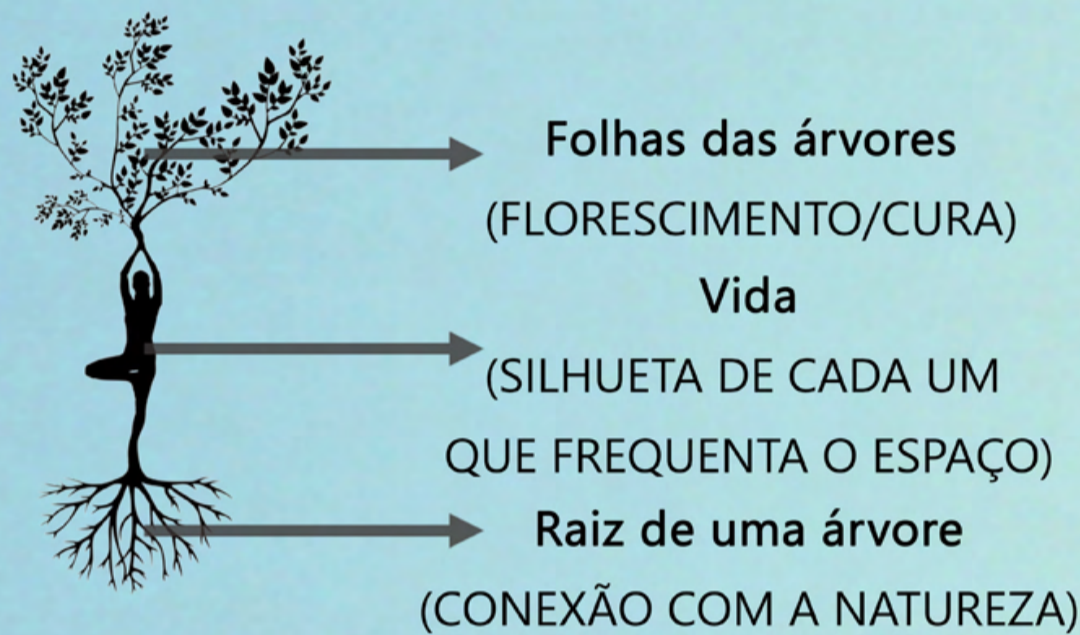 Folhas das árvores
(FLORESCIMENTO/CURA)
Vida
(SILHUETA DE CADA UM
QUE FREQUENTA O ESPAÇO)
Raiz de uma árvore
(CONEXÃO COM A NATUREZA)